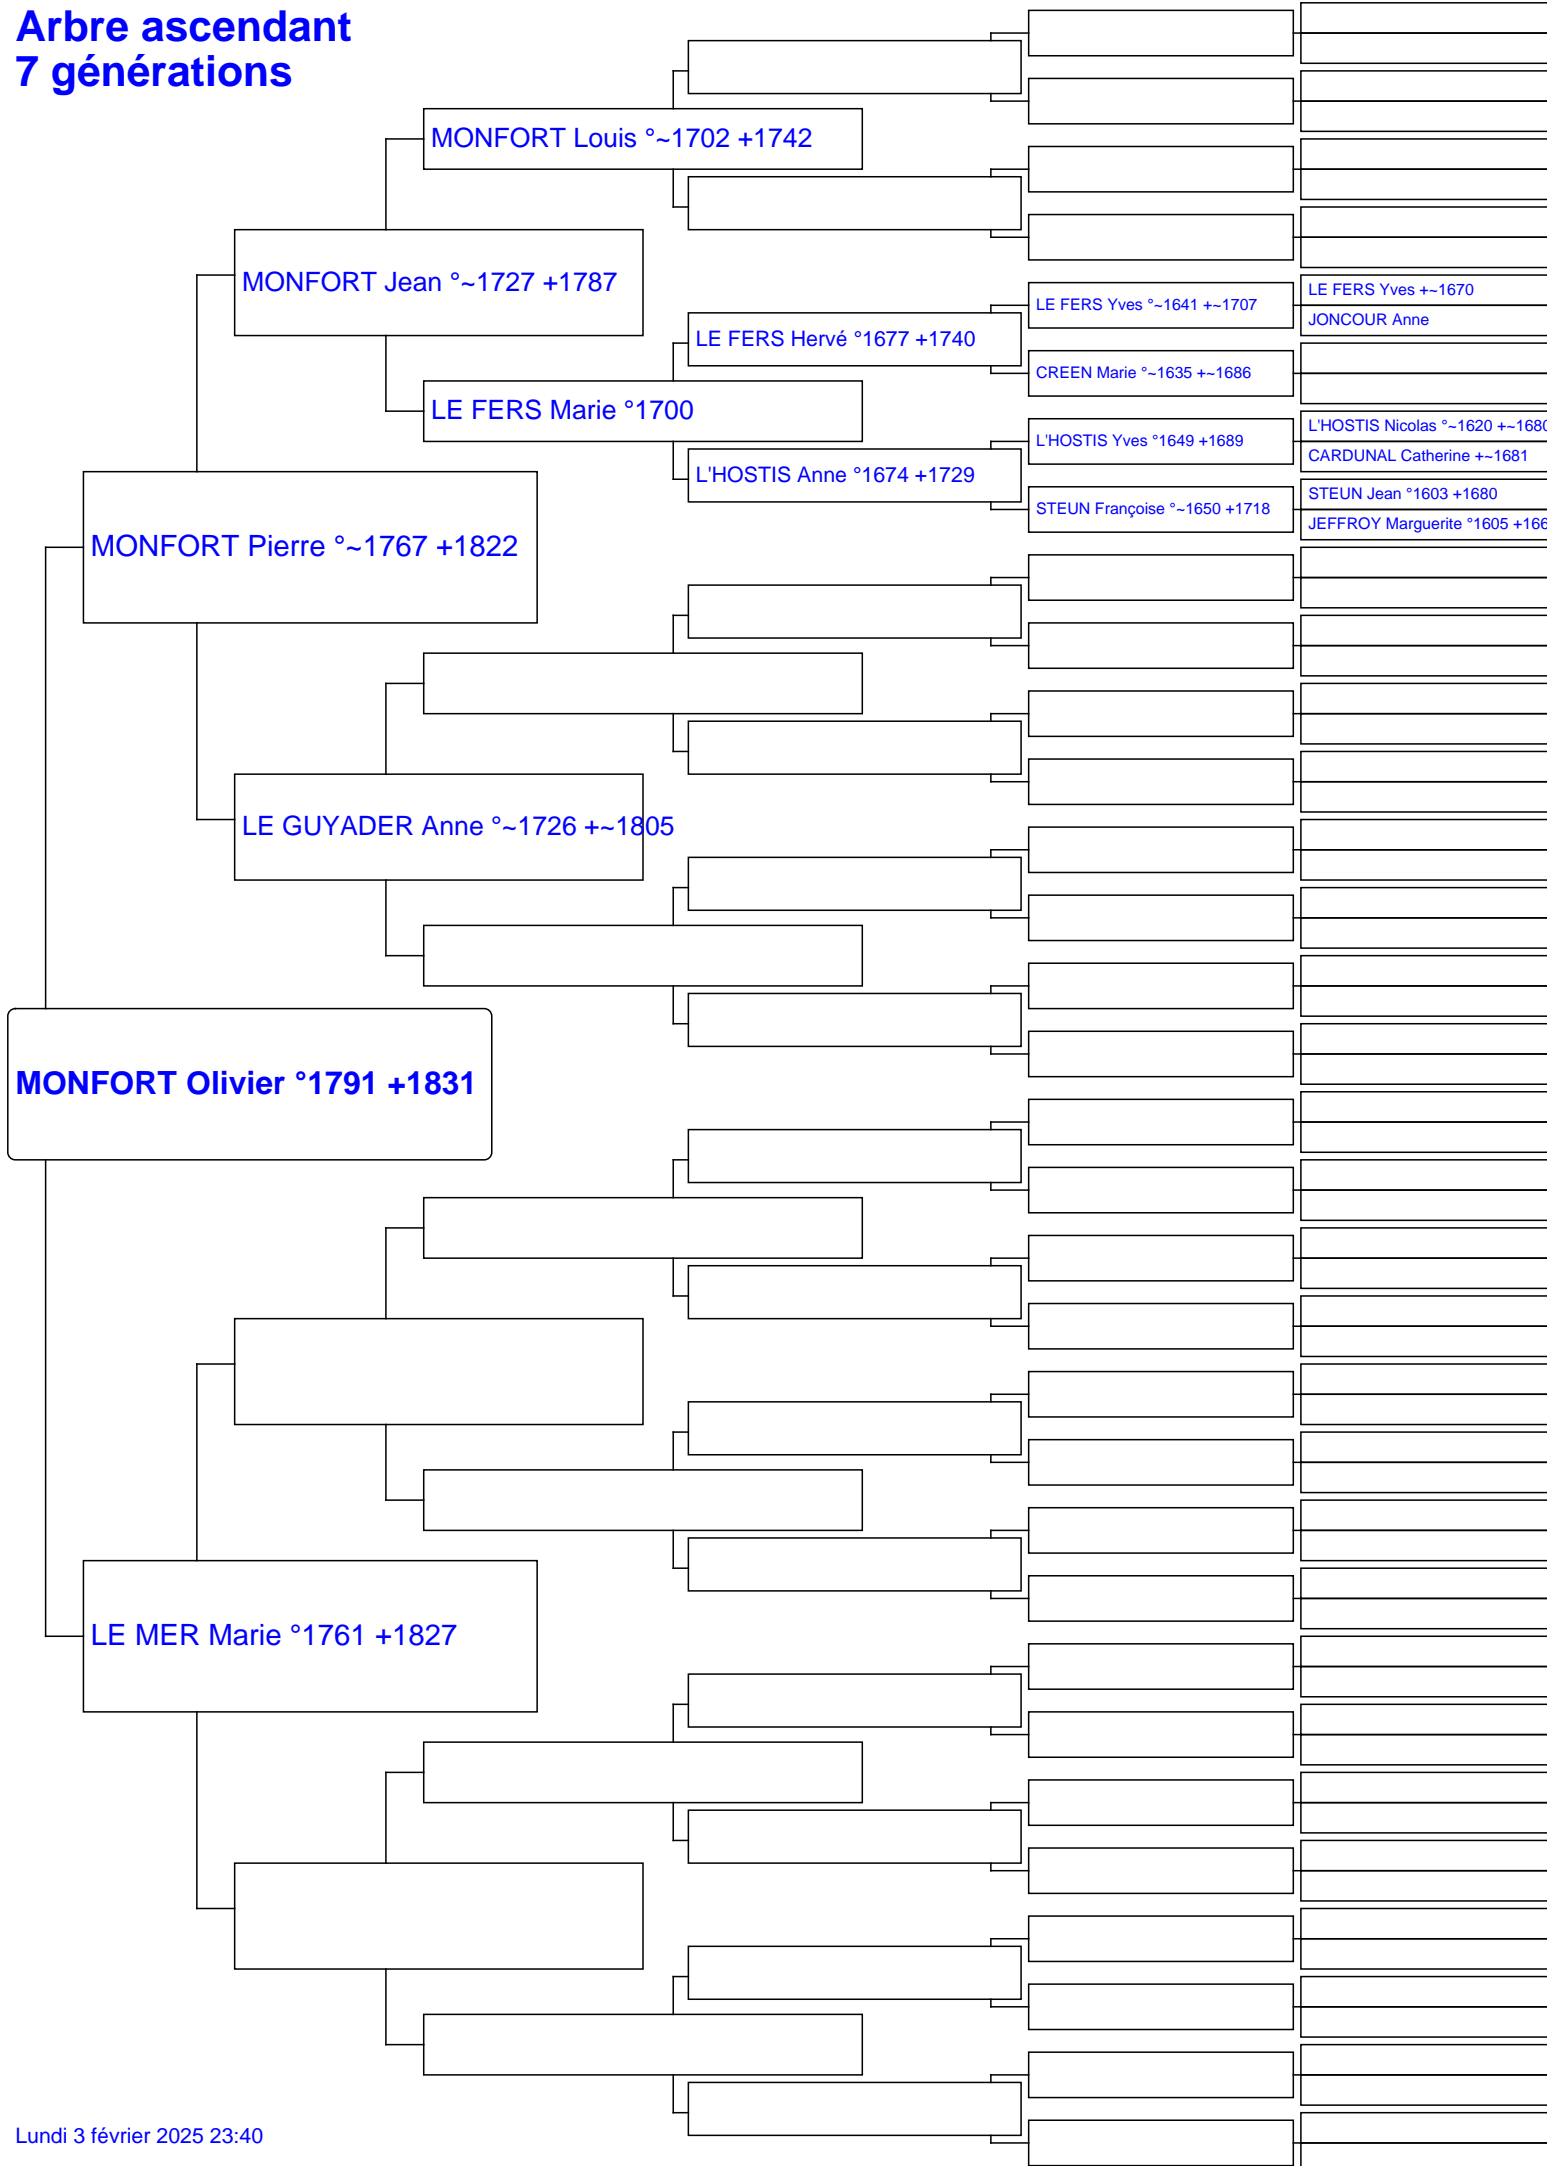 Arbre ascendant
7 générations
MONFORT Louis °~1702 +1742
MONFORT Jean °~1727 +1787
LE FERS Yves °~1641 +~1707
LE FERS Yves +~1670
JONCOUR Anne
LE FERS Hervé °1677 +1740
CREEN Marie °~1635 +~1686
LE FERS Marie °1700
L'HOSTIS Yves °1649 +1689
L'HOSTIS Nicolas °~1620 +~1680
CARDUNAL Catherine +~1681
L'HOSTIS Anne °1674 +1729
STEUN Françoise °~1650 +1718
STEUN Jean °1603 +1680
JEFFROY Marguerite °1605 +166
MONFORT Pierre °~1767 +1822
LE GUYADER Anne °~1726 +~1805
MONFORT Olivier °1791 +1831
LE MER Marie °1761 +1827
Lundi 3 février 2025 23:40